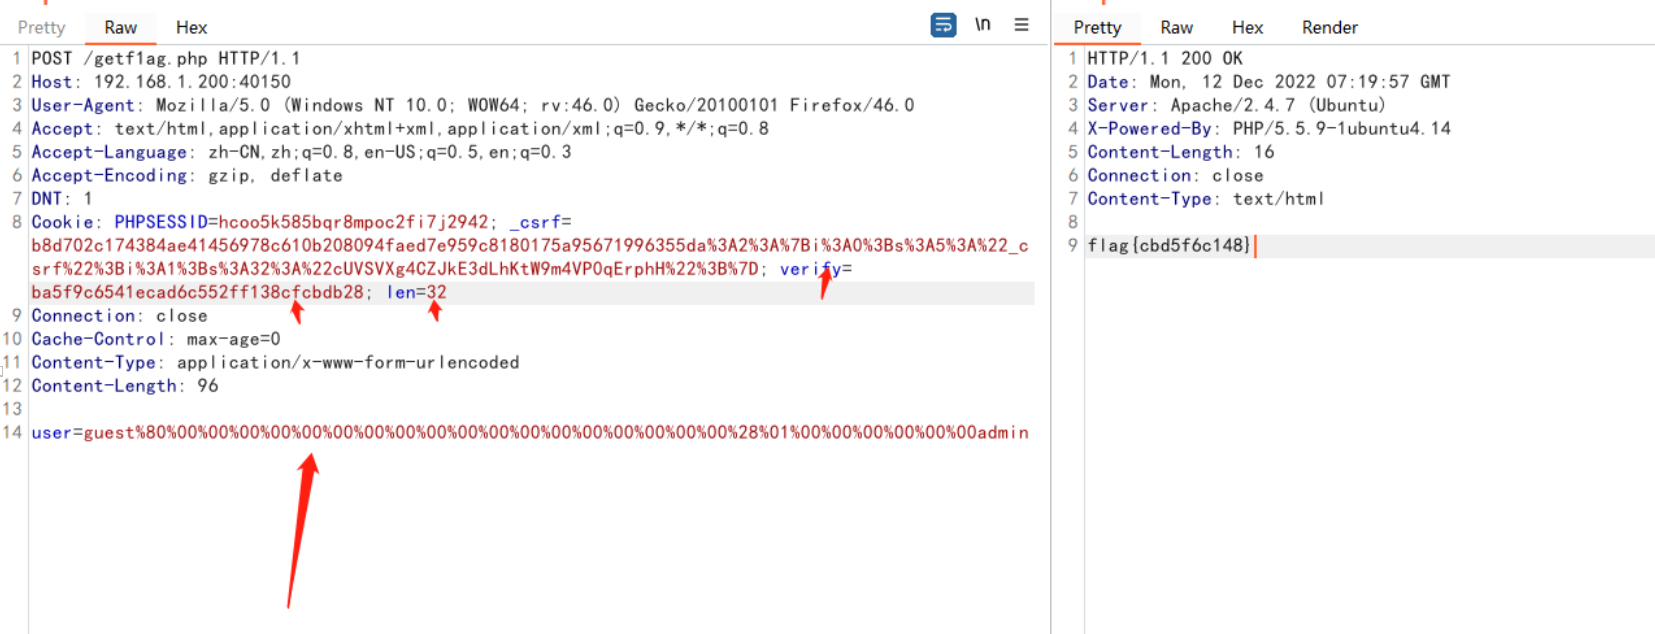 Pretty Raw Hex \n
1 POST /getf1ag.php HTTP/1.1
2 Host: 192.168.1.200:40150
3 User-Agent: Mozilla/5.0 (Windows NT 10.0; WOW64; rv:46.0) Gecko/20100101 Firefox/46.0
4 Accept: text/html,application/xhtml+xml,application/xml;q=0.9,*/*;q=0.8
5 Accept-Language: zh-CN,zh;q=0.8,en-US;q=0.5,en;q=0.3
6 Accept-Encoding: gzip, deflate
7 DNT: 1
8 Cookie: PHPSESSID=hcoo5k585bqr8mpoc2fi7j2942; _csrf=
b8d702c174384ae41456978c610b208094faed7e959c8180175a95671996355da%3A2%3A%7Bi%3A0%3Bs%3A5%3A%22_c
srf%22%3Bi%3A1%3Bs%3A32%3A%22cUVSVXg4CZJkE3dLhKtW9m4VP0qErphH%22%3B%7D; verify=
ba5f9c6541ecad6c552ff138cfcbdb28; len=32
9 Connection: close
10 Cache-Control: max-age=0
11 Content-Type: application/x-www-form-urlencoded
12 Content-Length: 96
13
14 user=guest%80%00%00%00%00%00%00%00%00%00%00%00%00%00%00%00%00%00%00%00%00%28%01%00%00%00%00%00%00admin
Pretty Raw Hex Render
1 HTTP/1.1 200 OK
2 Date: Mon, 12 Dec 2022 07:19:57 GMT
3 Server: Apache/2.4.7 (Ubuntu)
4 X-Powered-By: PHP/5.5.9-1ubuntu4.14
5 Content-Length: 16
6 Connection: close
7 Content-Type: text/html
8
9 flag{cbd5f6c148}